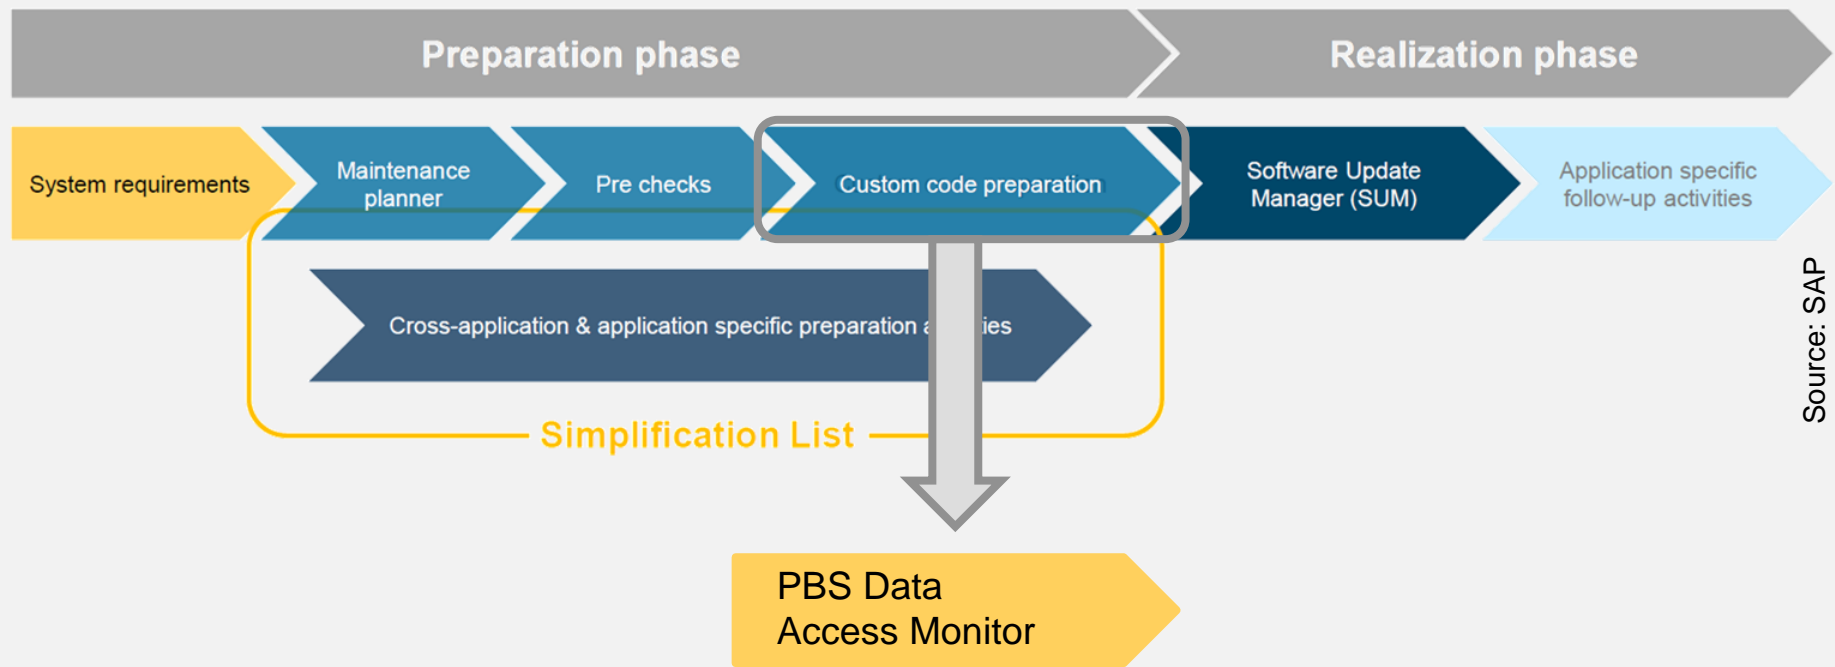 Preparation phase
Realization phase
System requirements
Maintenance
planner
Pre checks
Custom code preparation
Software Update
Manager (SUM)
Application specific
follow-up activities
Cross-application & application specific preparation a ies
Simplification List
Source: SAP
PBS Data
Access Monitor